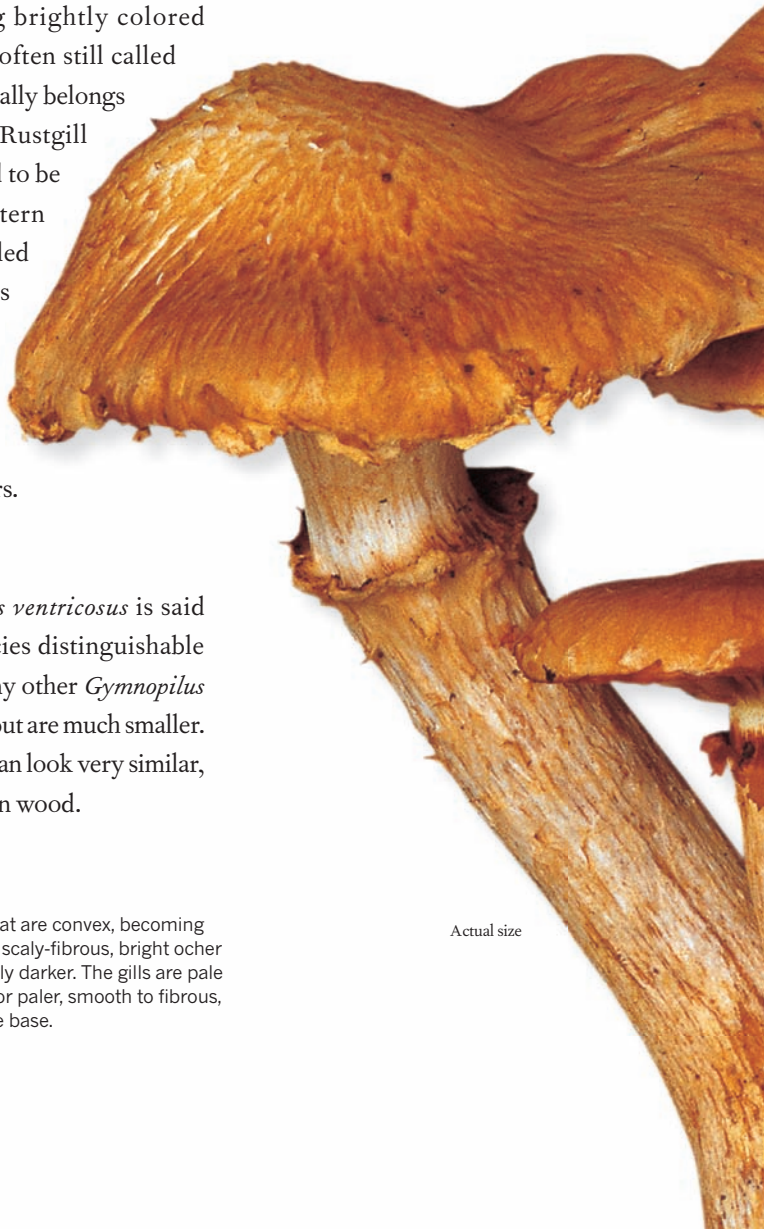 brightly colored
often still called
ally belongs
Rustgill
to be
tern
led
s
rs.
s ventricosus is said
ies distinguishable
y other Gymnopilus
out are much smaller.
an look very similar,
n wood.
at are convex, becoming
scaly-fibrous, bright ocher
ly darker. The gills are pale
or paler, smooth to fibrous,
e base.
Actual size